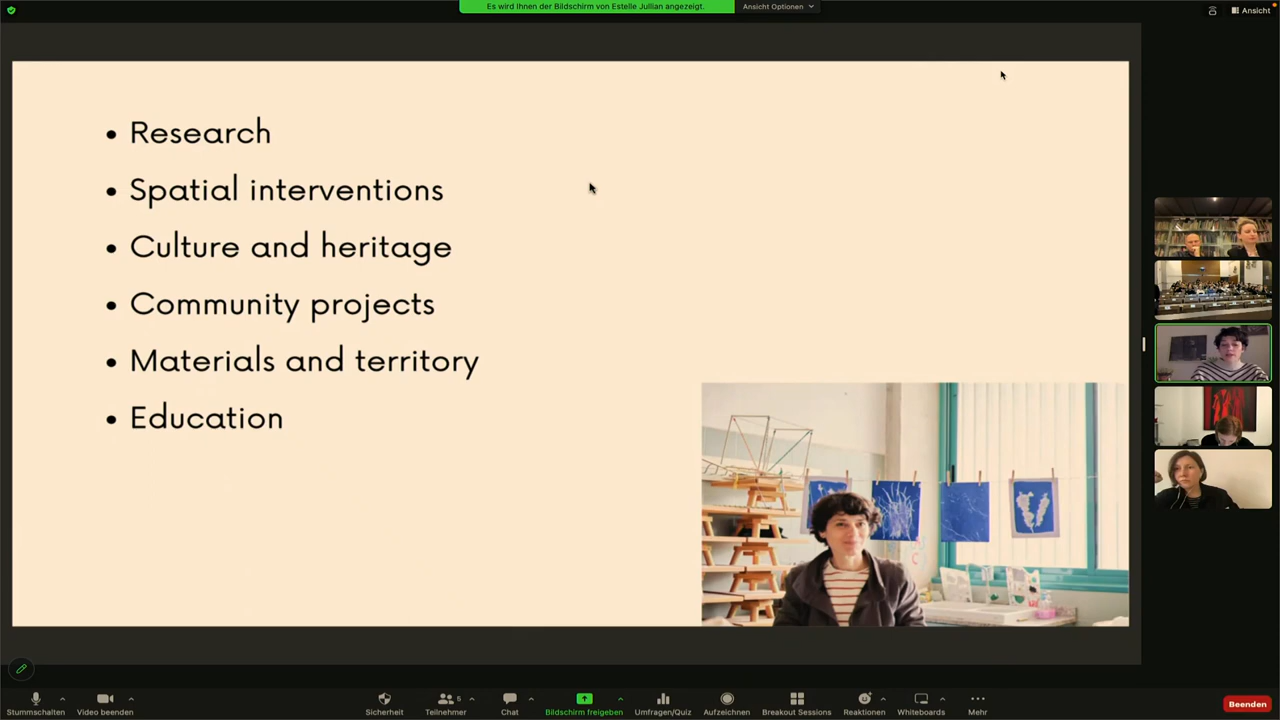 Es wird Ihnen der Bildschirm von Estelle Jullian angezeigt.
Ansicht Optionen
Ansicht
Research
Spatial interventions
Culture and heritage
Community projects
Materials and territory
Education
Stummschalten
Video beenden
Sicherheit
Teilnehmer
6
Chat
Bildschirm freigeben
Umfragen/Quiz
Aufzeichnen
Breakout Sessions
Reaktionen
Whiteboards
Mehr
Beenden